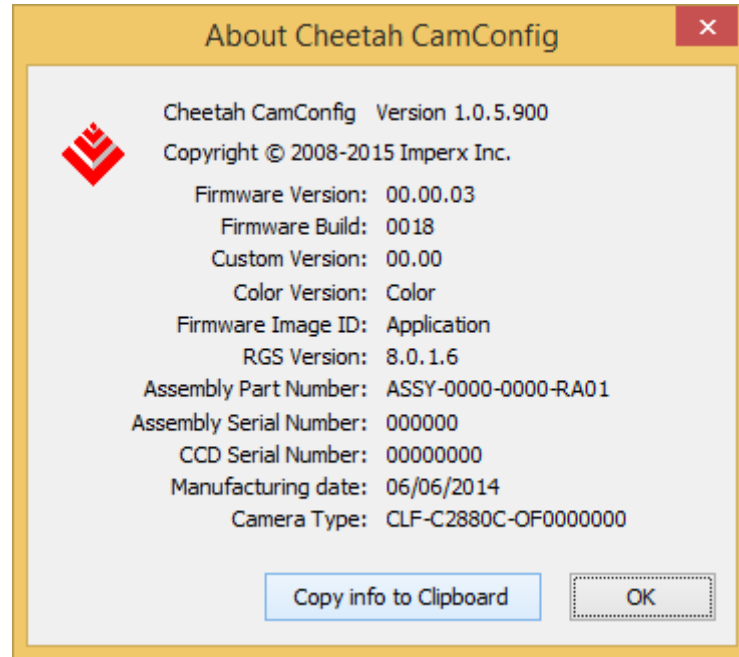 About Cheetah CamConfig
Cheetah CamConfig Version 1.0.5.900
Copyright © 2008-2015 Imperx Inc.
Firmware Version: 00.00.03
Firmware Build: 0018
Custom Version: 00.00
Color Version: Color
Firmware Image ID: Application
RGS Version: 8.0.1.6
Assembly Part Number: ASSY-0000-0000-RA01
Assembly Serial Number: 000000
CCD Serial Number: 00000000
Manufacturing date: 06/06/2014
Camera Type: CLF-C2880C-OF0000000
Copy info to Clipboard OK